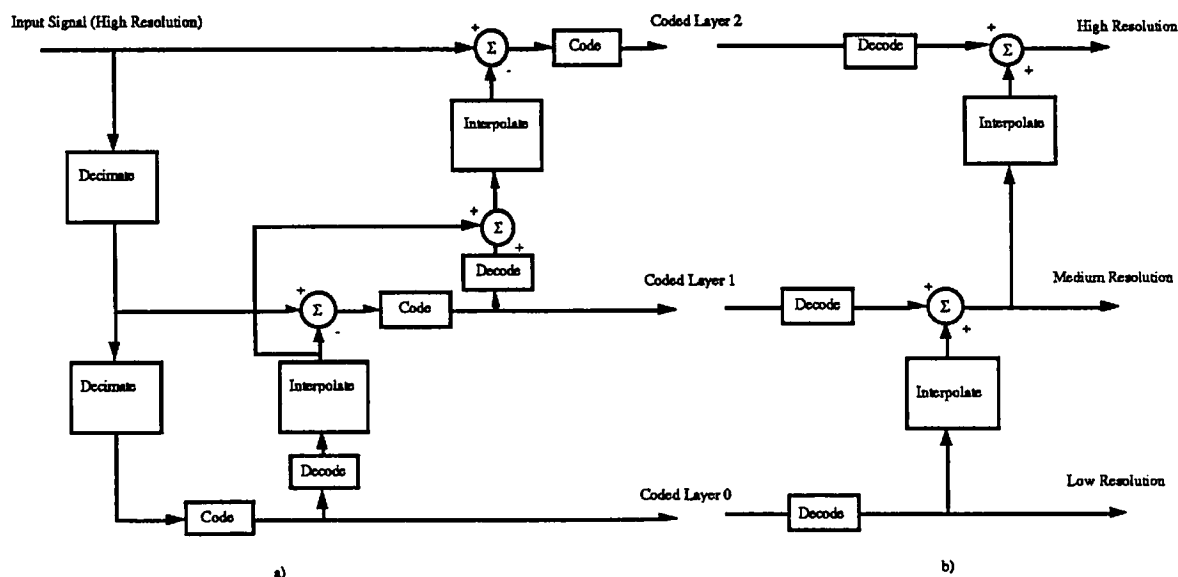 Input Signal (High Resolution)
Coded Layer 2
High Resolution
+
Σ
-
Code
Decode
+
Σ
+
Interpolate
Interpolate
Decimate
+
Σ
+
Decode
Coded Layer 1
Medium Resolution
+
Σ
-
Code
Decode
+
Σ
+
Decimate
Interpolate
Interpolate
Decode
Coded Layer 0
Low Resolution
Code
Decode
a)
b)